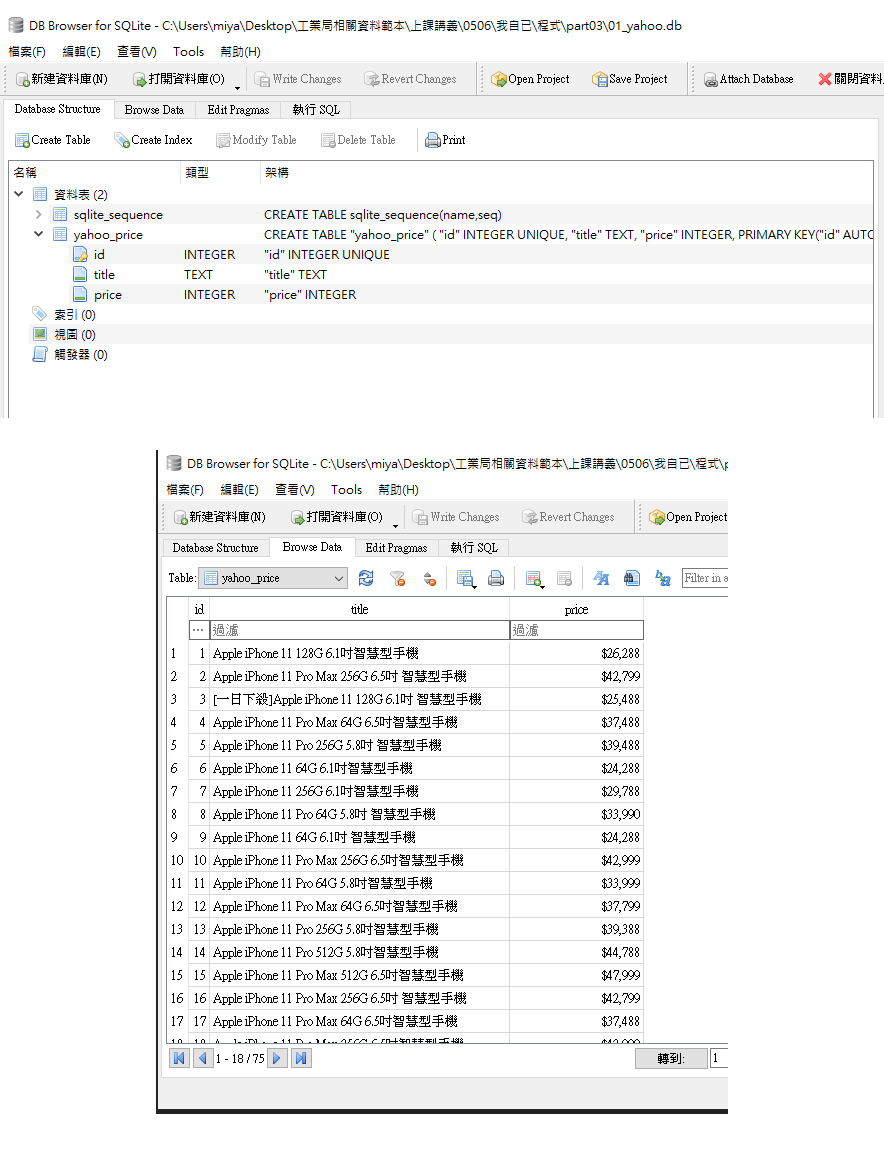 DB Browser for SQLite - C:\Users\miya\Desktop\工業局相關資料範本\上課講義\0506\我自己\程式\part03\01_yahoo.db
檔案(F) 編輯(E) 查看(V) Tools 幫助(H)
新建資料庫(N) 打開資料庫(O) Write Changes Revert Changes Open Project Save Project Attach Database 關閉資料
Database Structure Browse Data Edit Pragmas 執行 SQL
Create Table Create Index Modify Table Delete Table Print
名稱 類型 架構
資料表 (2)
sqlite_sequence CREATE TABLE sqlite_sequence(name,seq)
yahoo_price CREATE TABLE "yahoo_price" ( "id" INTEGER UNIQUE, "title" TEXT, "price" INTEGER, PRIMARY KEY("id" AUTO
id INTEGER "id" INTEGER UNIQUE
title TEXT "title" TEXT
price INTEGER "price" INTEGER
索引 (0)
視圖 (0)
觸發器 (0)
DB Browser for SQLite - C:\Users\miya\Desktop\工業局相關資料範本\上課講義\0506\我自己\程式\p
檔案(F) 編輯(E) 查看(V) Tools 幫助(H)
新建資料庫(N) 打開資料庫(O) Write Changes Revert Changes Open Project
Database Structure Browse Data Edit Pragmas 執行 SQL
Table: yahoo_price Filter in a
id title price
... 過濾 過濾
1 1 Apple iPhone 11 128G 6.1吋智慧型手機 $26,288
2 2 Apple iPhone 11 Pro Max 256G 6.5吋 智慧型手機 $42,799
3 3 [一日下殺]Apple iPhone 11 128G 6.1吋 智慧型手機 $25,488
4 4 Apple iPhone 11 Pro Max 64G 6.5吋智慧型手機 $37,488
5 5 Apple iPhone 11 Pro 256G 5.8吋 智慧型手機 $39,488
6 6 Apple iPhone 11 64G 6.1吋智慧型手機 $24,288
7 7 Apple iPhone 11 256G 6.1吋智慧型手機 $29,788
8 8 Apple iPhone 11 Pro 64G 5.8吋 智慧型手機 $33,990
9 9 Apple iPhone 11 64G 6.1吋 智慧型手機 $24,288
10 10 Apple iPhone 11 Pro Max 256G 6.5吋智慧型手機 $42,999
11 11 Apple iPhone 11 Pro 64G 5.8吋智慧型手機 $33,999
12 12 Apple iPhone 11 Pro Max 64G 6.5吋智慧型手機 $37,799
13 13 Apple iPhone 11 Pro 256G 5.8吋智慧型手機 $39,388
14 14 Apple iPhone 11 Pro 512G 5.8吋智慧型手機 $44,788
15 15 Apple iPhone 11 Pro Max 512G 6.5吋智慧型手機 $47,999
16 16 Apple iPhone 11 Pro Max 256G 6.5吋 智慧型手機 $42,799
17 17 Apple iPhone 11 Pro Max 64G 6.5吋智慧型手機 $37,488
1 - 18 / 75 轉到: 1